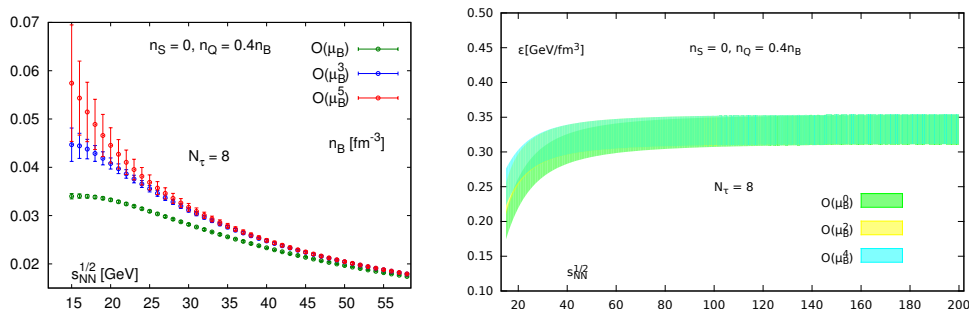 0.07
n_S = 0, n_Q = 0.4n_B
O(μ_B)
O(μ_B^3)
O(μ_B^5)
0.06
0.05
n_B [fm^-3]
N_τ = 8
0.04
0.03
0.02
s_NN^1/2 [GeV]
15 20 25 30 35 40 45 50 55
0.50
0.45
ε[GeV/fm^3]
n_S = 0, n_Q = 0.4n_B
0.40
0.35
0.30
0.25
N_τ = 8
0.20
O(μ_B^0)
O(μ_B^2)
0.15
O(μ_B^4)
s_NN^1/2
0.10
20 40 60 80 100 120 140 160 180 200